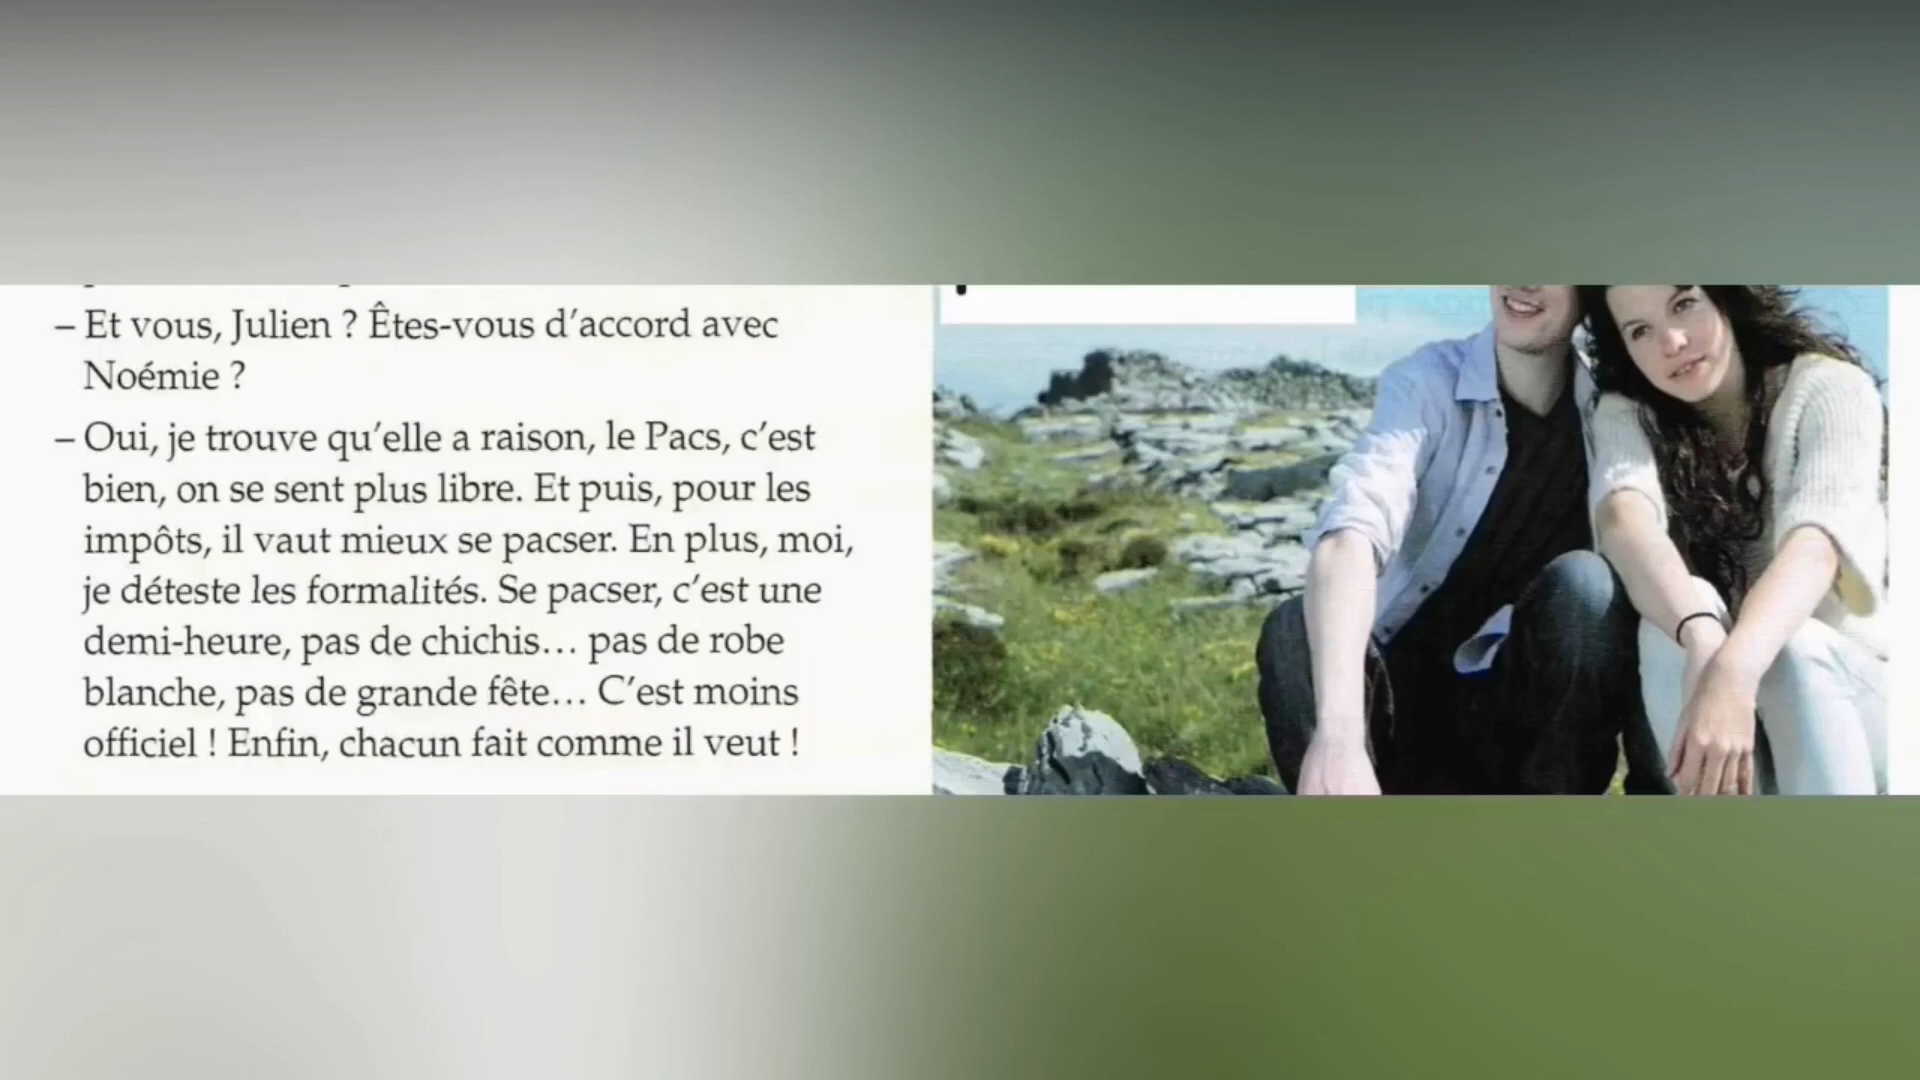 – Et vous, Julien ? Êtes-vous d’accord avec
Noémie ?
– Oui, je trouve qu’elle a raison, le Pacs, c’est
bien, on se sent plus libre. Et puis, pour les
impôts, il vaut mieux se pacser. En plus, moi,
je déteste les formalités. Se pacser, c’est une
demi-heure, pas de chichis… pas de robe
blanche, pas de grande fête… C’est moins
officiel ! Enfin, chacun fait comme il veut !